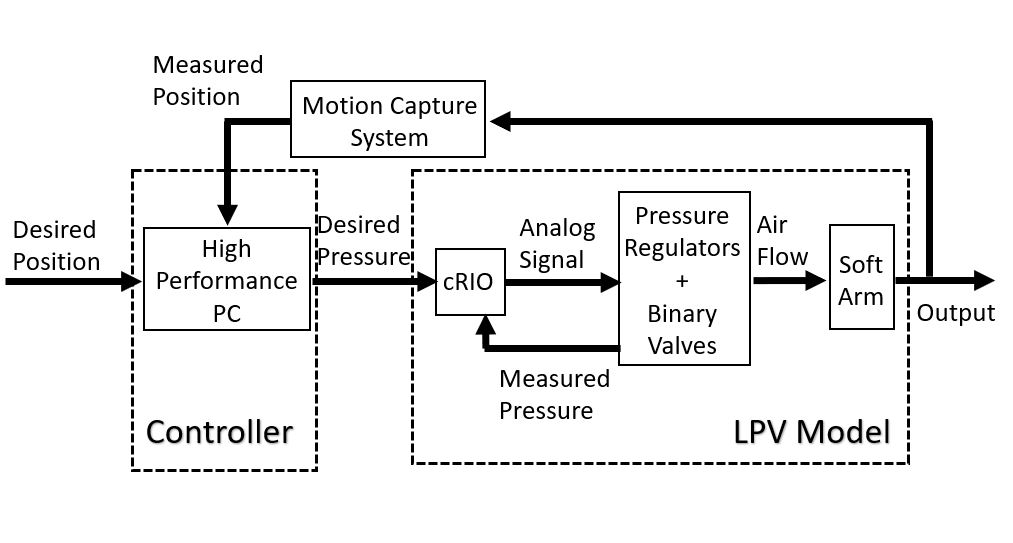 Measured
Position
Motion Capture
System
Desired
Position
High
Performance
PC
Desired
Pressure
cRIO
Analog
Signal
Pressure
Regulators
+
Binary
Valves
Air
Flow
Soft
Arm
Output
Measured
Pressure
Controller
LPV Model